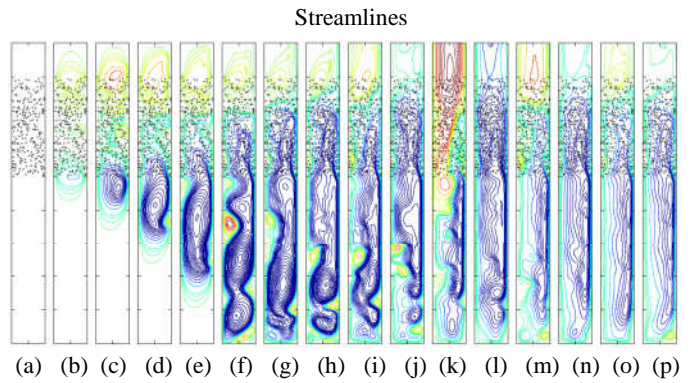 Streamlines
(a) (b) (c) (d) (e) (f) (g) (h) (i) (j) (k) (l) (m) (n) (o) (p)